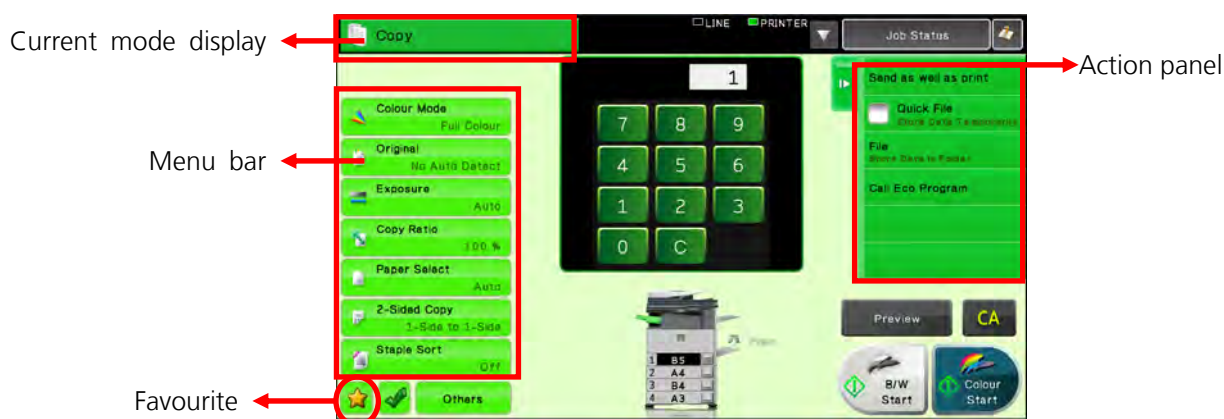 Current mode display
Copy
LINE
PRINTER
Job Status
Action panel
1
Send as well as print
Quick File
Store Data Temporarily
File
Store Data in Folder
Call Eco Program
Menu bar
Colour Mode
Full Colour
Original
No Auto Detect
Exposure
Auto
Copy Ratio
100 %
Paper Select
Auto
2-Sided Copy
1-Side to 1-Side
Staple Sort
Off
7 8 9
4 5 6
1 2 3
0 C
1 B5
2 A4
3 B4
4 A3
Preview
CA
B/W
Start
Colour
Start
Favourite
Others